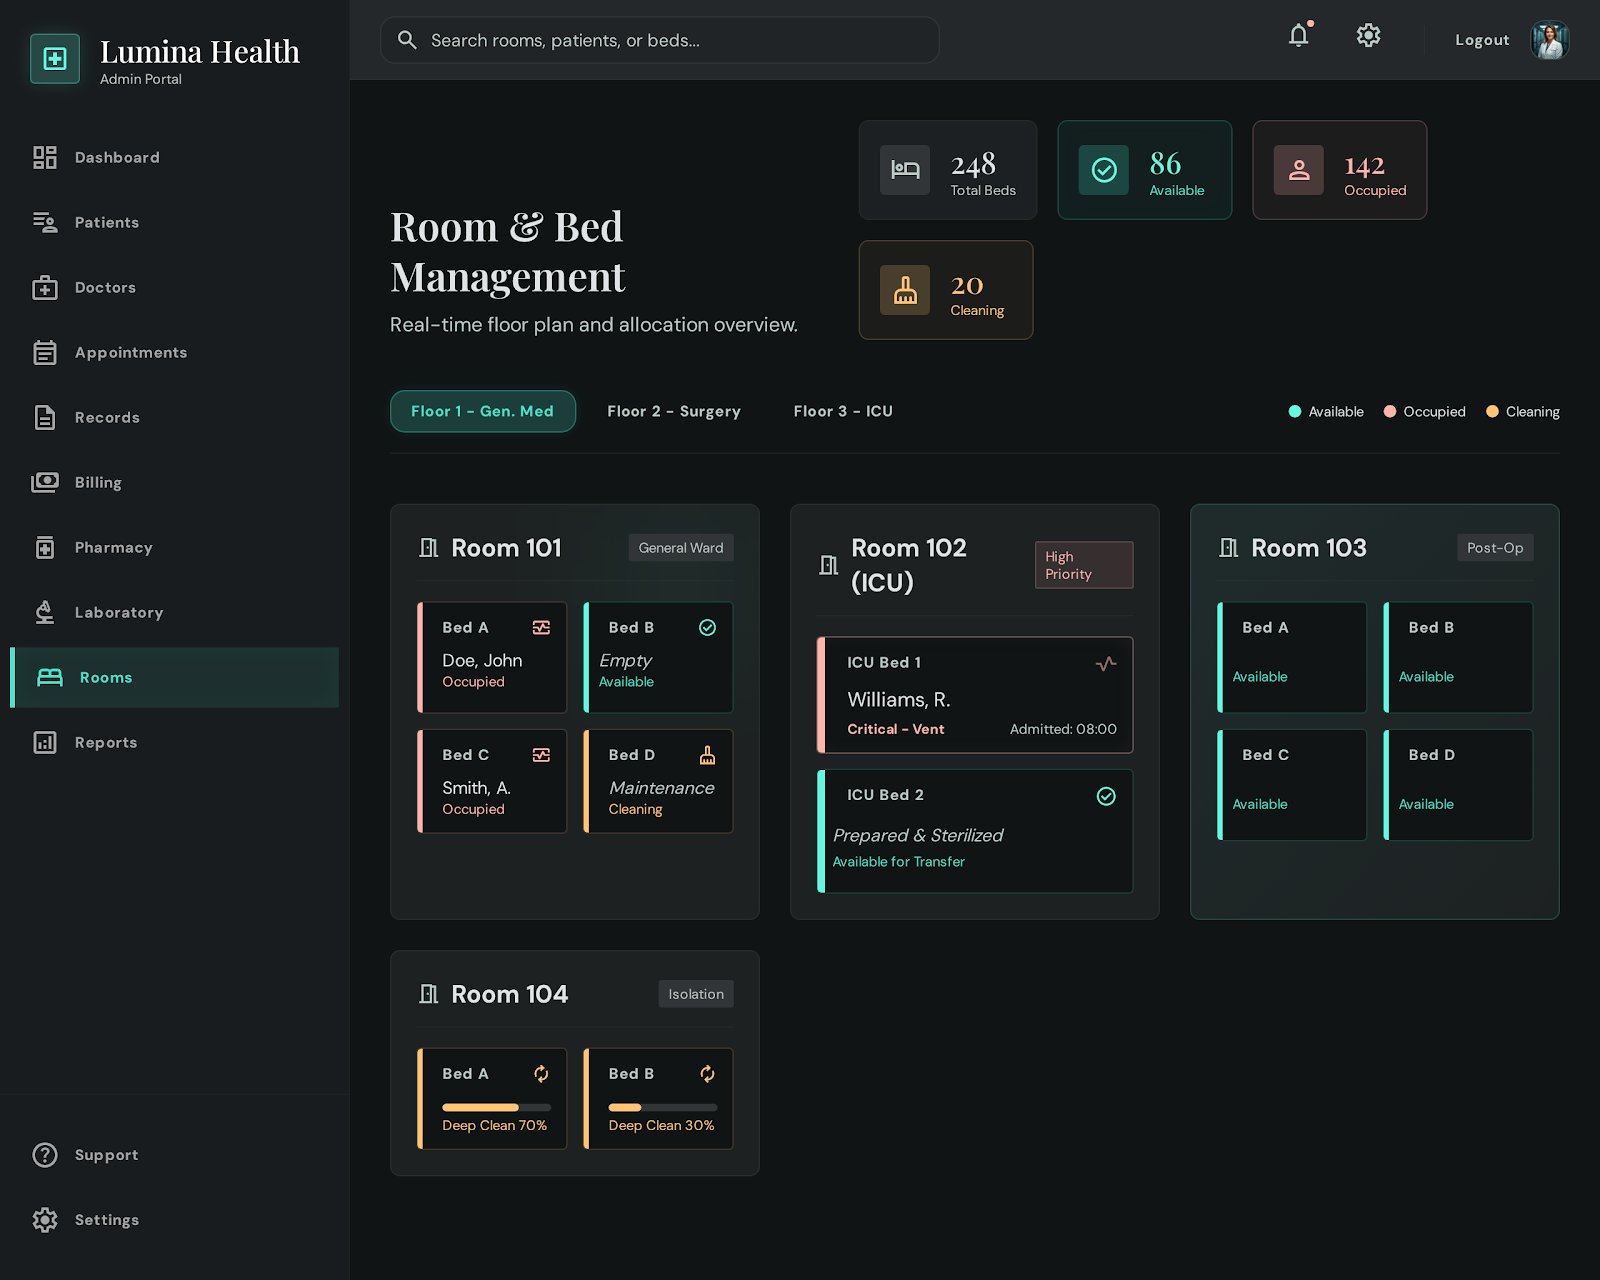 Lumina Health
Admin Portal
Dashboard
Patients
Doctors
Appointments
Records
Billing
Pharmacy
Laboratory
Rooms
Reports
Support
Settings
Search rooms, patients, or beds...
Logout
Room & Bed
Management
Real-time floor plan and allocation overview.
248
Total Beds
86
Available
142
Occupied
20
Cleaning
Floor 1 - Gen. Med
Floor 2 - Surgery
Floor 3 - ICU
Available
Occupied
Cleaning
Room 101
General Ward
Bed A
Doe, John
Occupied
Bed B
Empty
Available
Bed C
Smith, A.
Occupied
Bed D
Maintenance
Cleaning
Room 102
(ICU)
High
Priority
ICU Bed 1
Williams, R.
Critical - Vent
Admitted: 08:00
ICU Bed 2
Prepared & Sterilized
Available for Transfer
Room 103
Post-Op
Bed A
Available
Bed B
Available
Bed C
Available
Bed D
Available
Room 104
Isolation
Bed A
Deep Clean 70%
Bed B
Deep Clean 30%